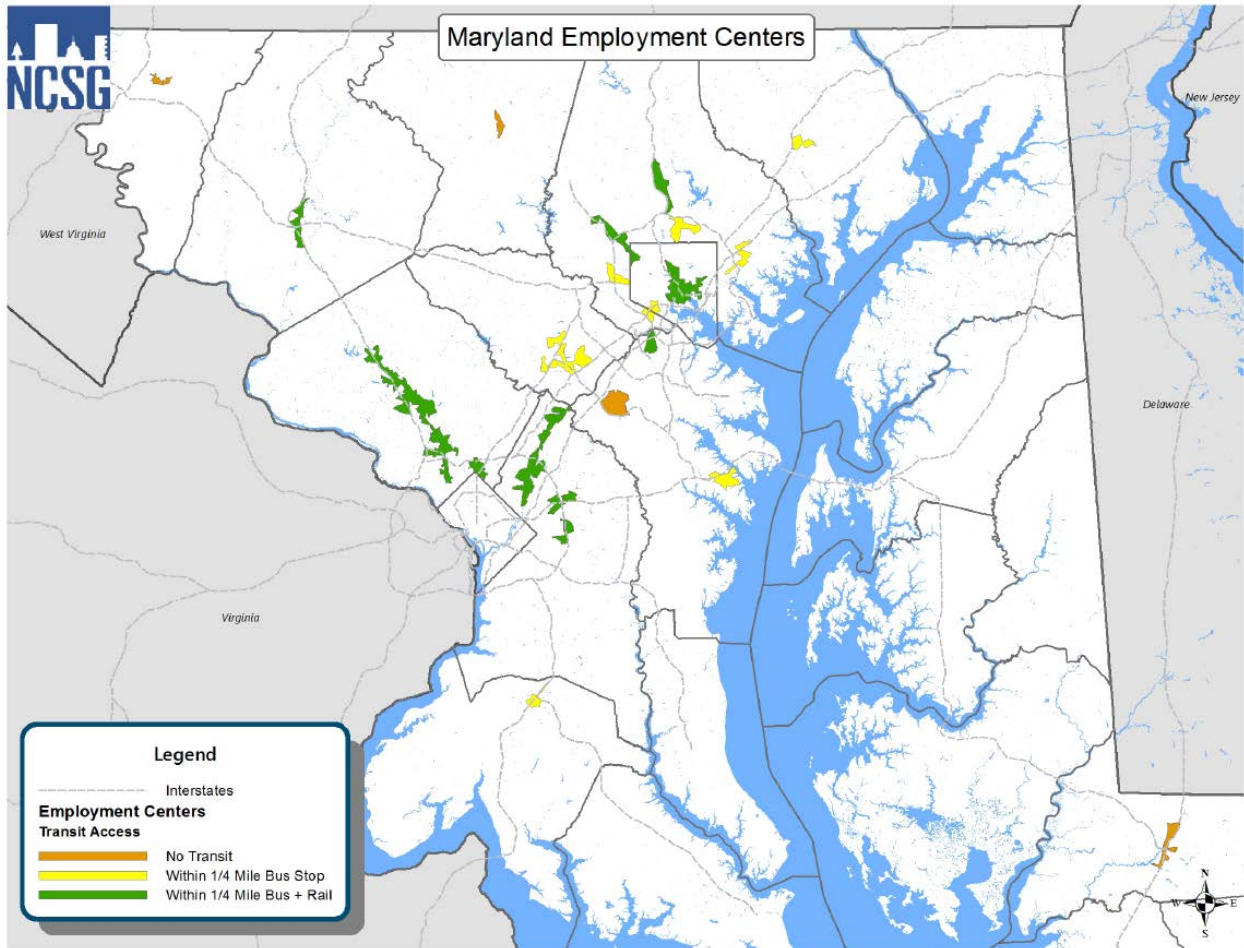 NCSG
Maryland Employment Centers
New Jersey
West Virginia
Delaware
Virginia
Legend
Interstates
Employment Centers
Transit Access
No Transit
Within 1/4 Mile Bus Stop
Within 1/4 Mile Bus + Rail
N
W E
S